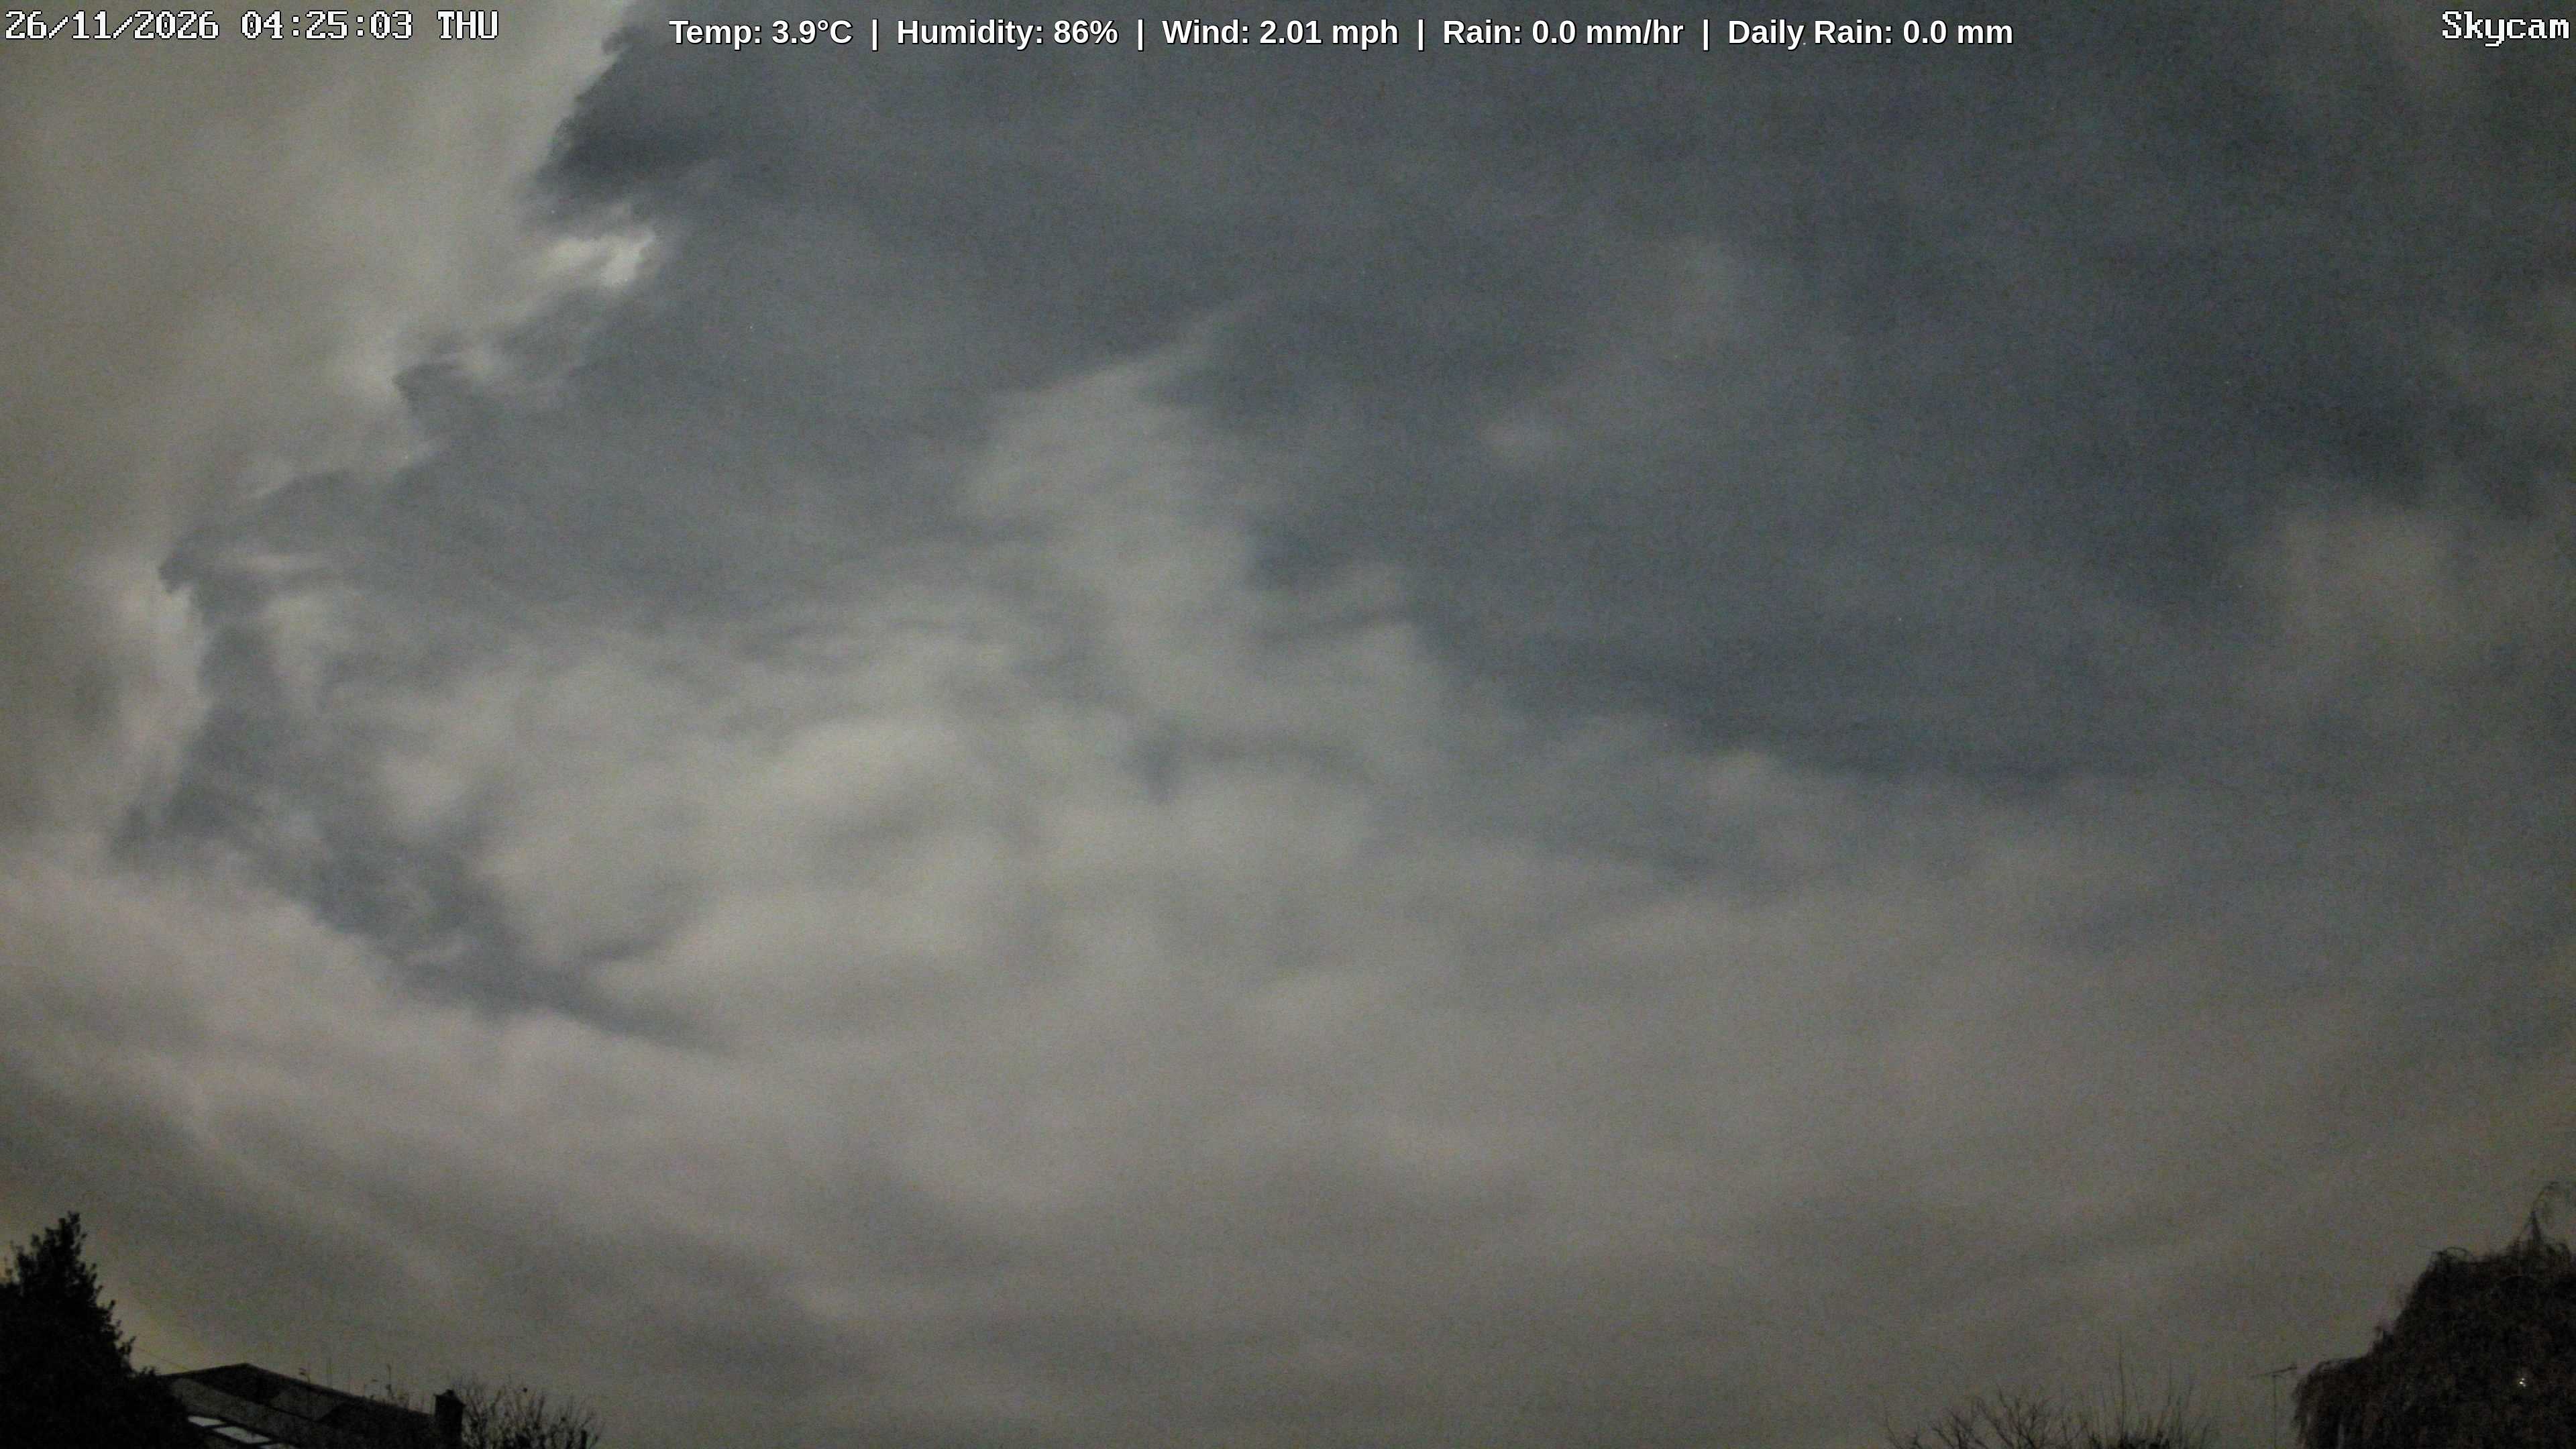 26/11/2026 04:25:03 THU
Temp: 3.9°C | Humidity: 86% | Wind: 2.01 mph | Rain: 0.0 mm/hr | Daily Rain: 0.0 mm
Skycam